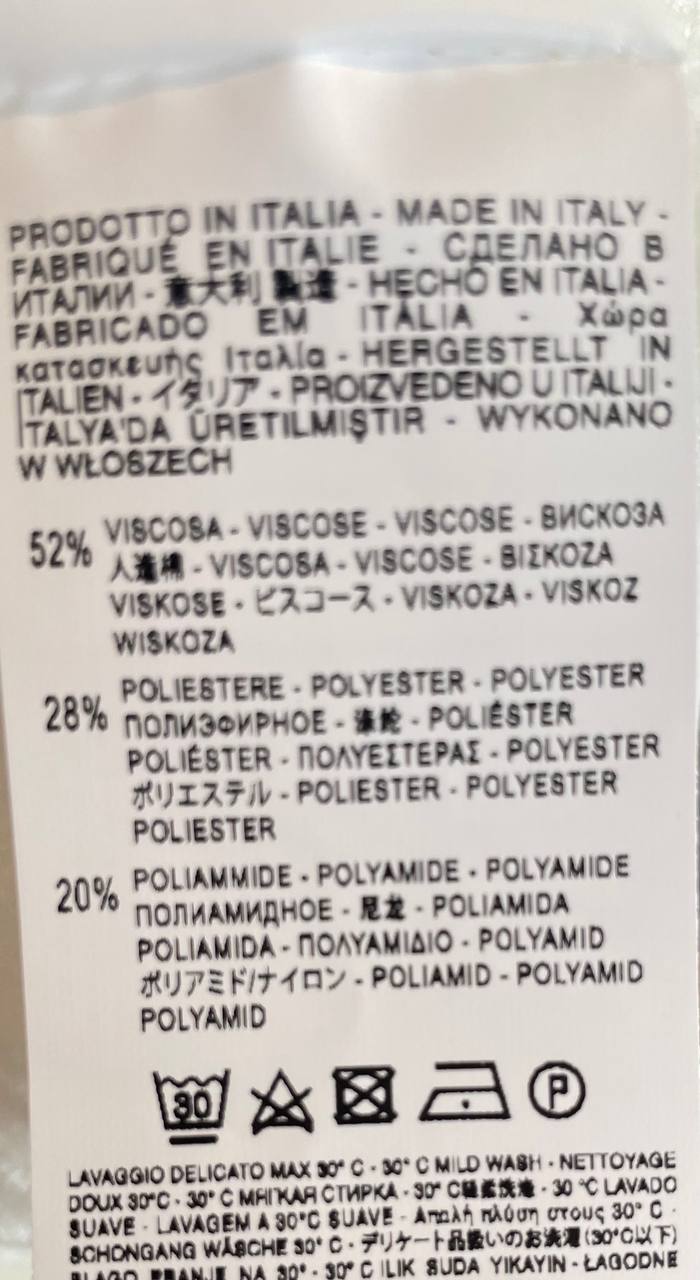 PRODOTTO IN ITALIA - MADE IN ITALY -
FABRIQUÉ EN ITALIE - СДЕЛАНО В
ИТАЛИИ - 意大利 製造 - HECHO EN ITALIA -
FABRICADO EM ITÁLIA - Χώρα
κατασκευής Ιταλία - HERGESTELLT IN
ITALIEN - イタリア - PROIZVEDENO U ITALIJI -
ITALYA'DA ÜRETILMIŞTIR - WYKONANO
W WŁOSZECH
52% VISCOSA - VISCOSE - VISCOSE - ВИСКОЗА
人造棉 - VISCOSA - VISCOSE - ΒΙΣΚΟΖΑ
VISKOSE - ビスコース - VISKOZA - VISKOZ
WISKOZA
28% POLIESTERE - POLYESTER - POLYESTER
ПОЛИЭФИРНОЕ - - POLIÉSTER
POLIÉSTER - ΠΟΛΥΕΣΤΕΡΑΣ - POLYESTER
ポリエステル - POLIESTER - POLYESTER
POLIESTER
20% POLIAMMIDE - POLYAMIDE - POLYAMIDE
ПОЛИАМИДНОЕ - 尼龙 - POLIAMIDA
POLIAMIDA - ΠΟΛΥΑΜΙΔΙΟ - POLYAMID
ポリアミド/ナイロン - POLIAMID - POLYAMID
POLYAMID
30 P
LAVAGGIO DELICATO MAX 30° C - 30° C MILD WASH - NETTOYAGE
DOUX 30°C - 30° C МЯГКАЯ СТИРКА - 30° C - 30 °C LAVADO
SUAVE - LAVAGEM A 30°C SUAVE - Απαλή πλύση στους 30° C -
SCHONGANG WÄSCHE 30° C - デリケート品扱いのお洗濯 (30°C以下)
BLAGO PRANJE NA 30° - 30° C ILIK SUDA YIKAYIN - ŁAGODNE